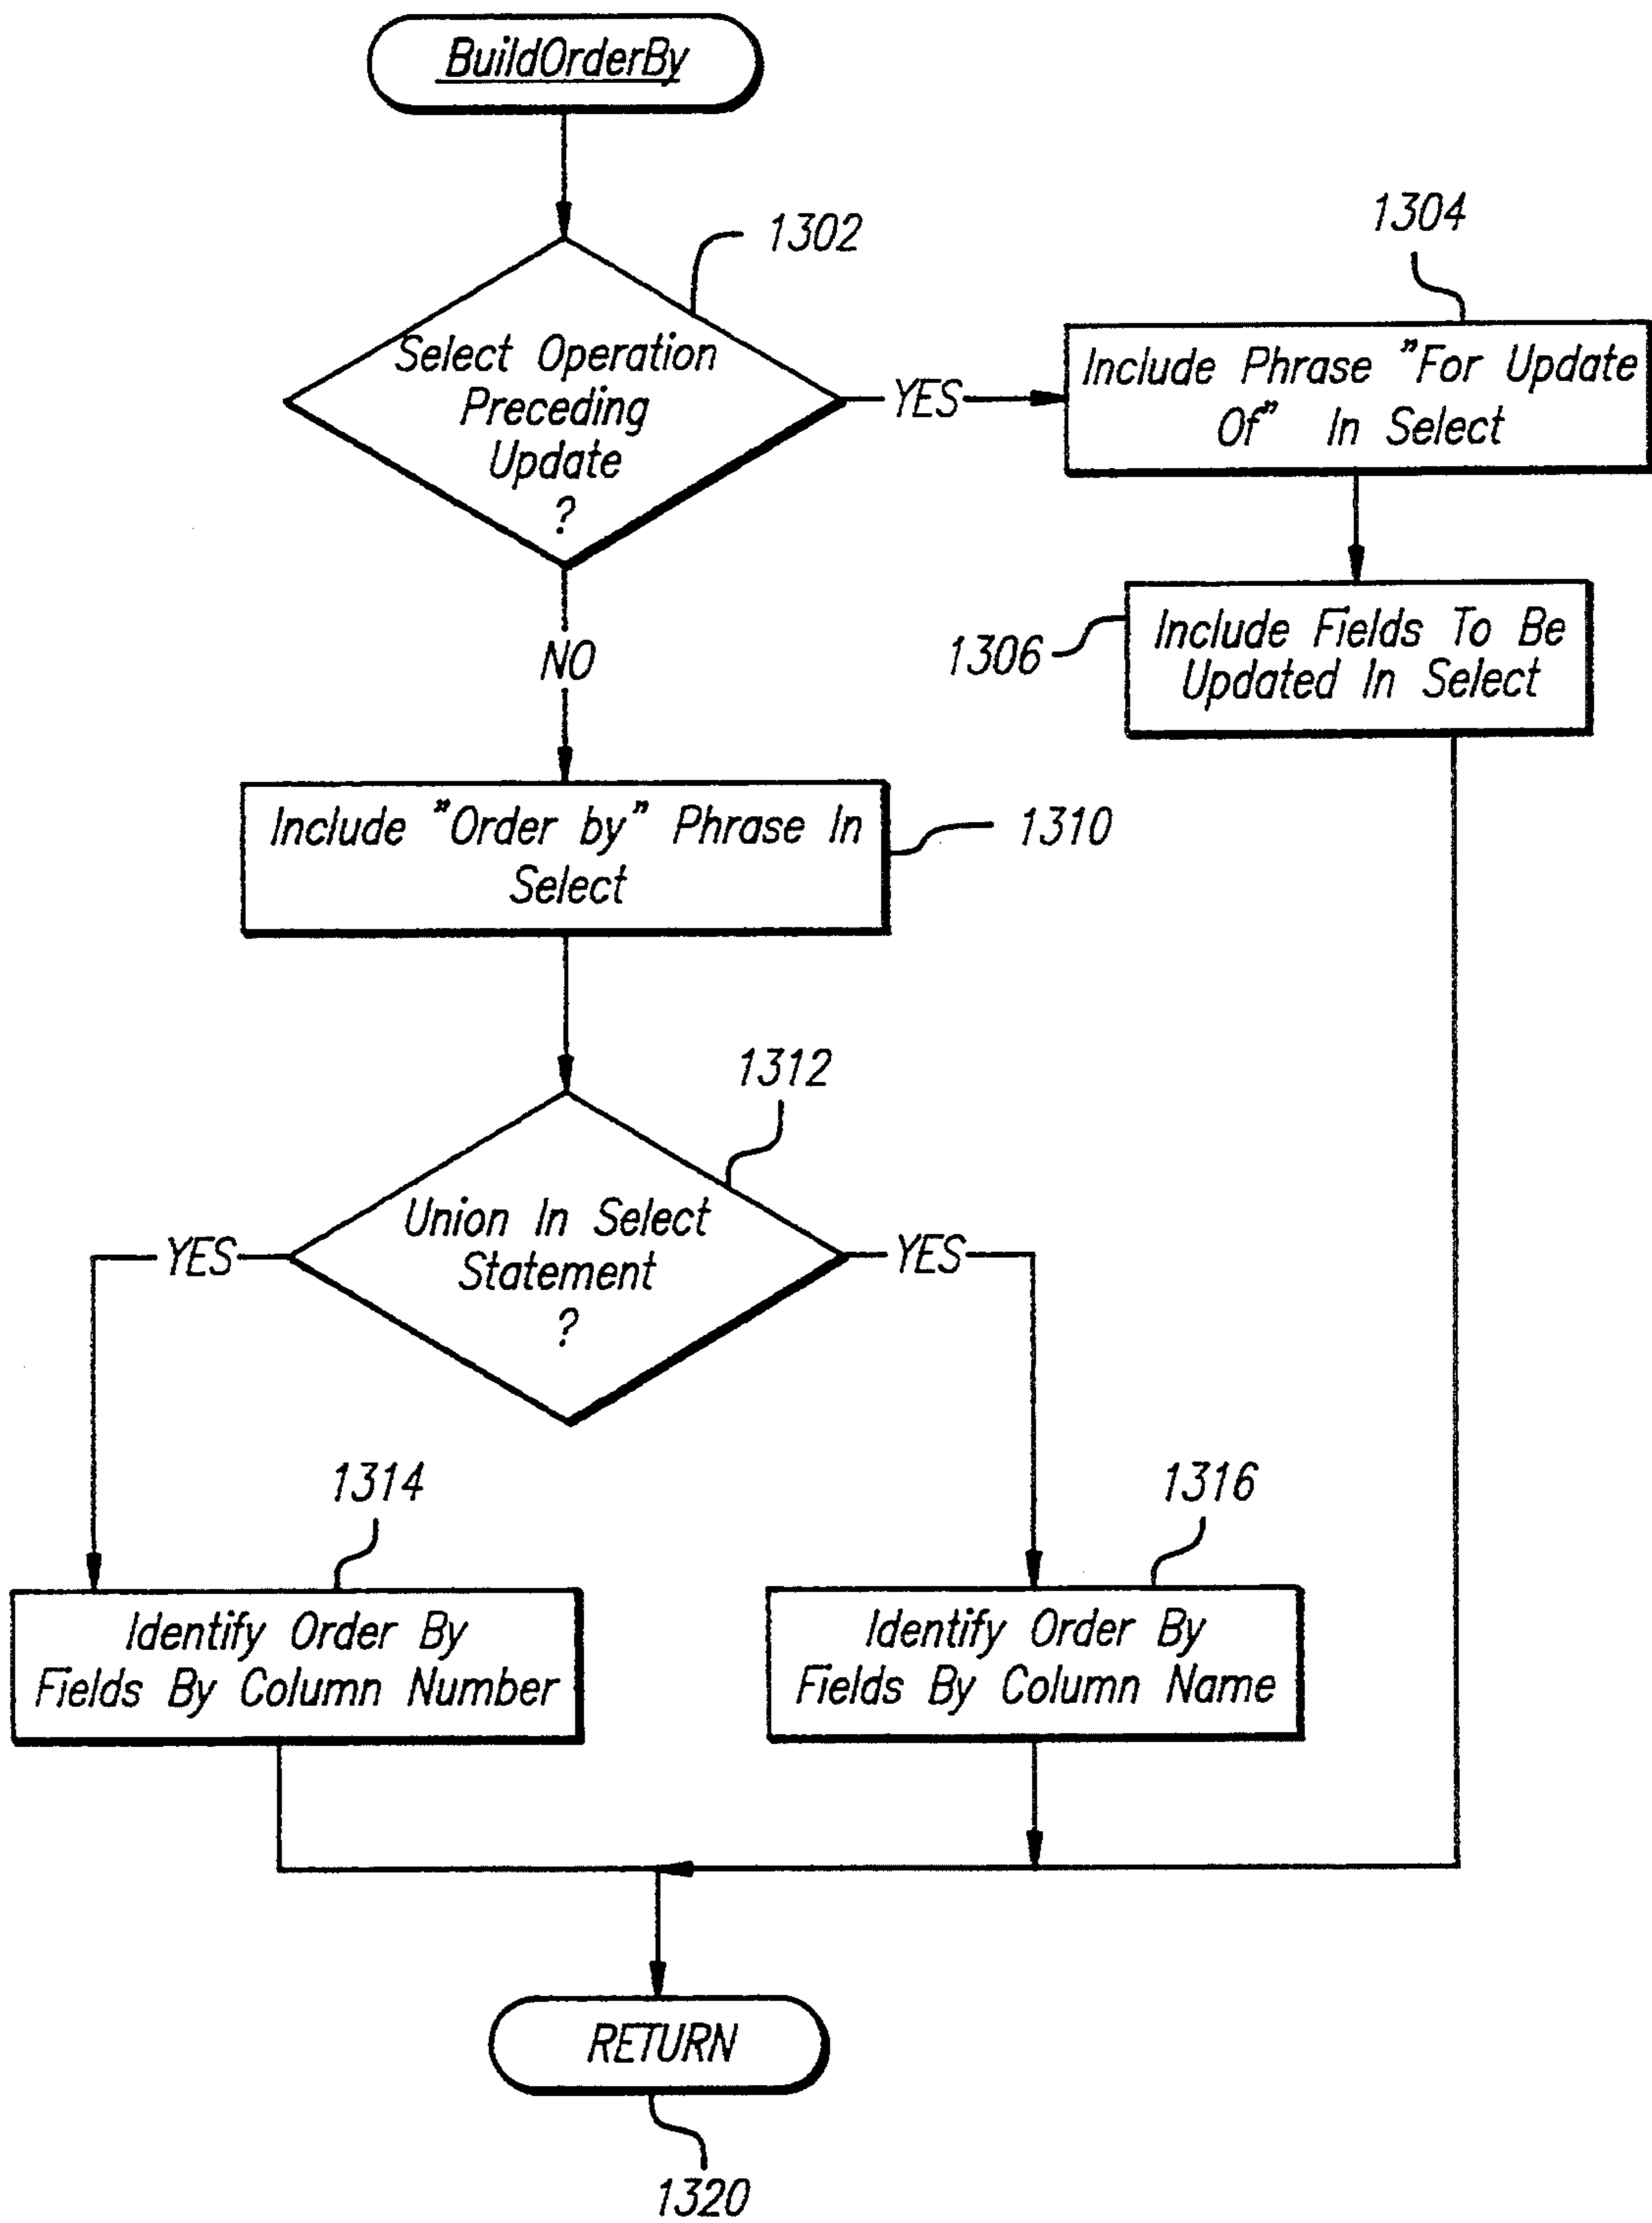 BuildOrderBy
1302
Select Operation
Preceding
Update
?
YES
1304
Include Phrase "For Update
Of" In Select
1306
Include Fields To Be
Updated In Select
NO
Include "Order by" Phrase In
Select
1310
1312
Union In Select
Statement
?
YES
YES
1314
Identify Order By
Fields By Column Number
1316
Identify Order By
Fields By Column Name
RETURN
1320